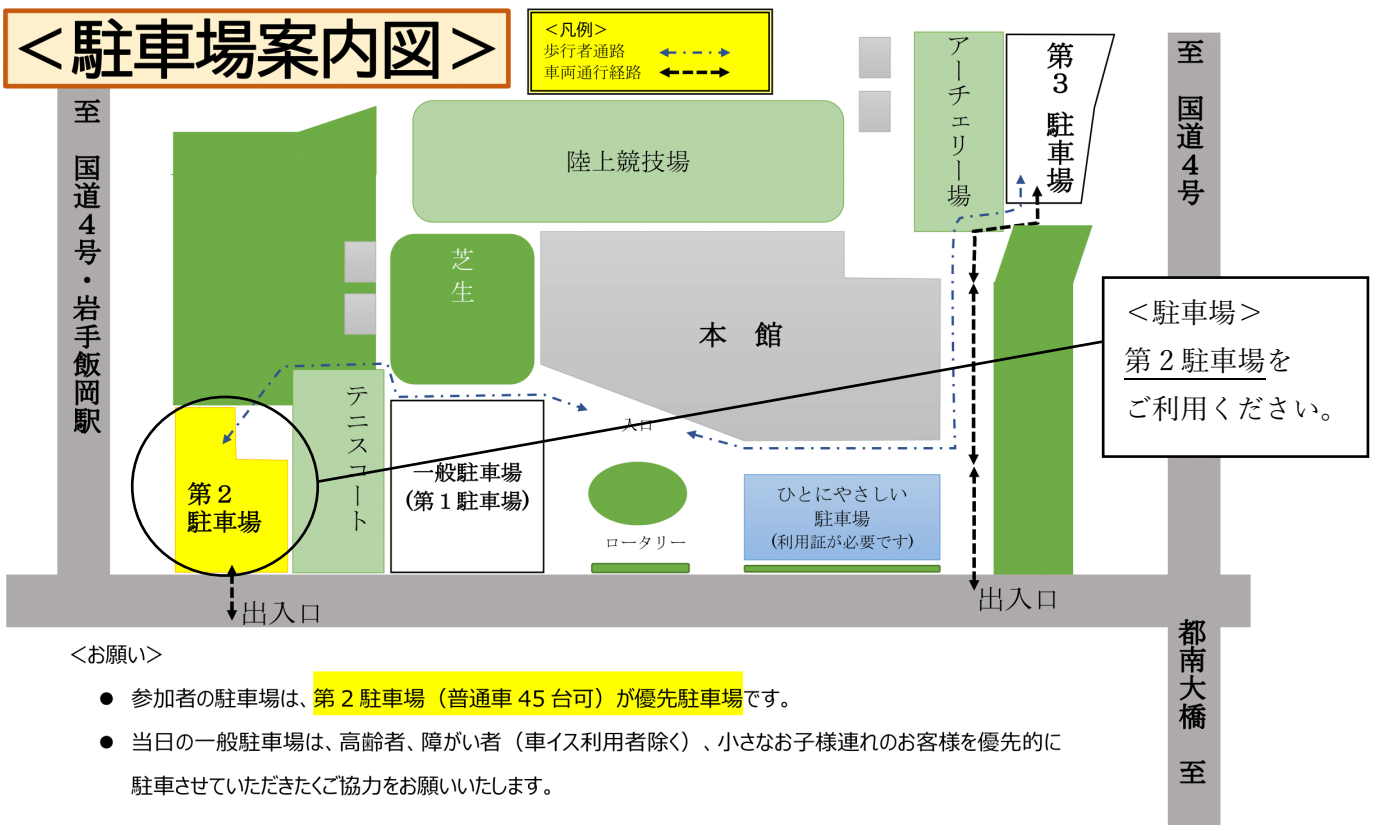 ＜駐車場案内図＞
＜凡例＞
歩行者通路
車両通行経路
至　国道４号・岩手飯岡駅
陸上競技場
アーチェリー場
第３ 駐車場
至　国道４号
芝生
本　館
＜駐車場＞
第２駐車場を
ご利用ください。
テニスコート
入口
第２
駐車場
一般駐車場
(第１駐車場)
ロータリー
ひとにやさしい
駐車場
(利用証が必要です)
出入口
出入口
都南大橋　至
＜お願い＞
● 参加者の駐車場は、第２駐車場（普通車 45 台可）が優先駐車場です。
● 当日の一般駐車場は、高齢者、障がい者（車イス利用者除く）、小さなお子様連れのお客様を優先的に
駐車させていただきたくご協力をお願いいたします。